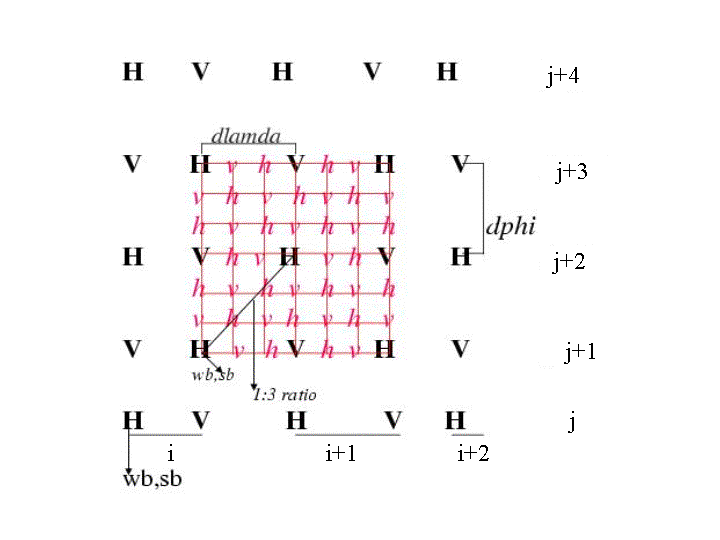 H V H V H j+4
dlamda
V H v h V h v H V j+3
v h v h v h v
h v h v h v h dphi
H V h v H v h V H j+2
h v h v h v h
v h v h v h v
V H v h V h v H V j+1
wb,sb
1:3 ratio
H V H V H j
i i+1 i+2
wb,sb